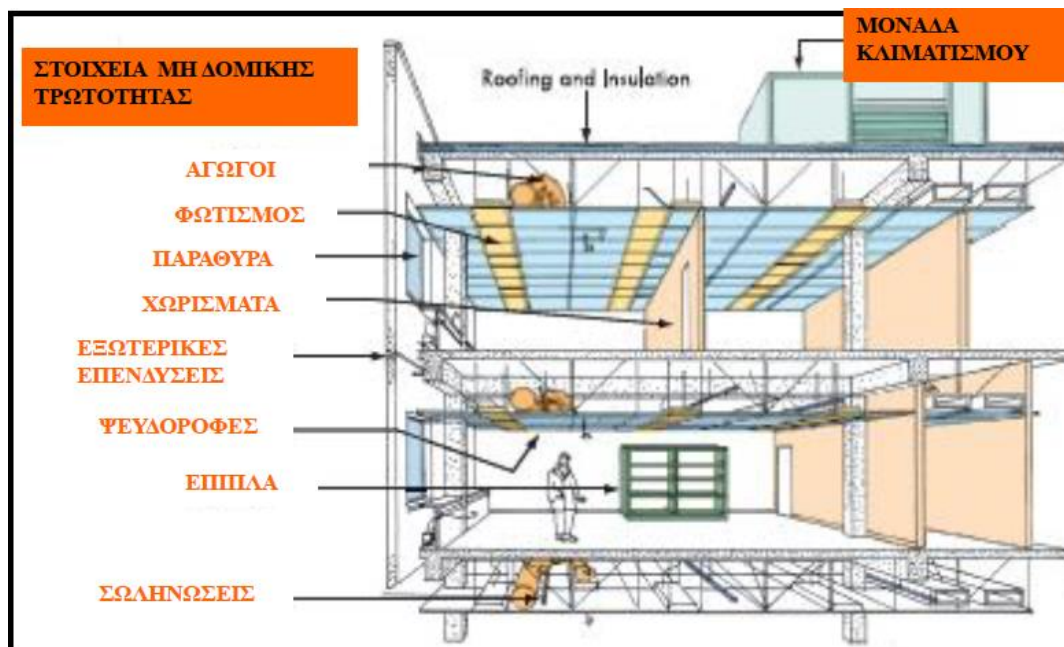 ΣΤΟΙΧΕΙΑ ΜΗ ΔΟΜΙΚΗΣ
ΤΡΩΤΟΤΗΤΑΣ
ΜΟΝΑΔΑ
ΚΛΙΜΑΤΙΣΜΟΥ
Roofing and Insulation
ΑΓΩΓΟΙ
ΦΩΤΙΣΜΟΣ
ΠΑΡΑΘΥΡΑ
ΧΩΡΙΣΜΑΤΑ
ΕΞΩΤΕΡΙΚΕΣ
ΕΠΕΝΔΥΣΕΙΣ
ΨΕΥΔΟΡΟΦΕΣ
ΕΠΙΠΛΑ
ΣΩΛΗΝΩΣΕΙΣ